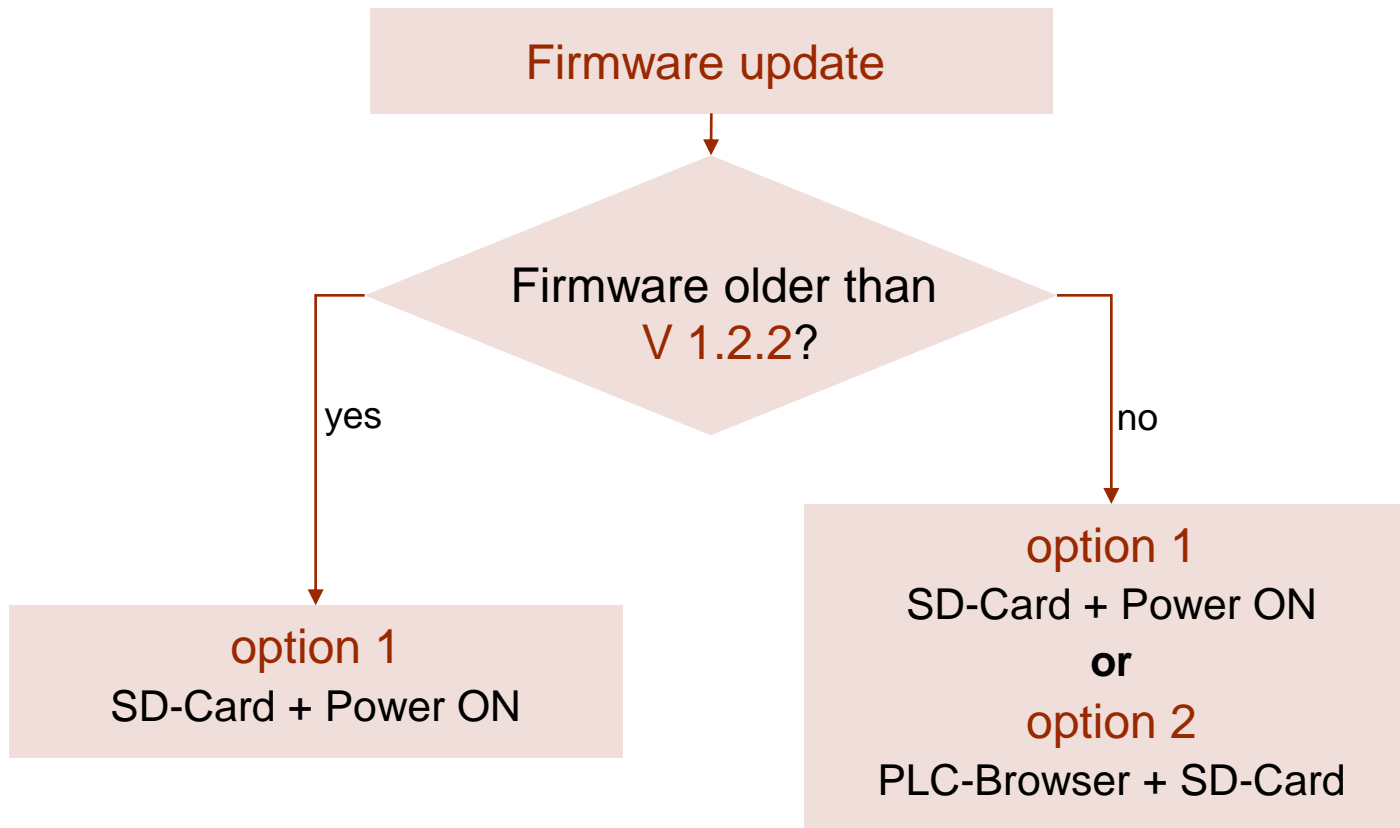 Firmware update
Firmware older than
V 1.2.2?
yes
no
option 1
SD-Card + Power ON
option 1
SD-Card + Power ON
or
option 2
PLC-Browser + SD-Card